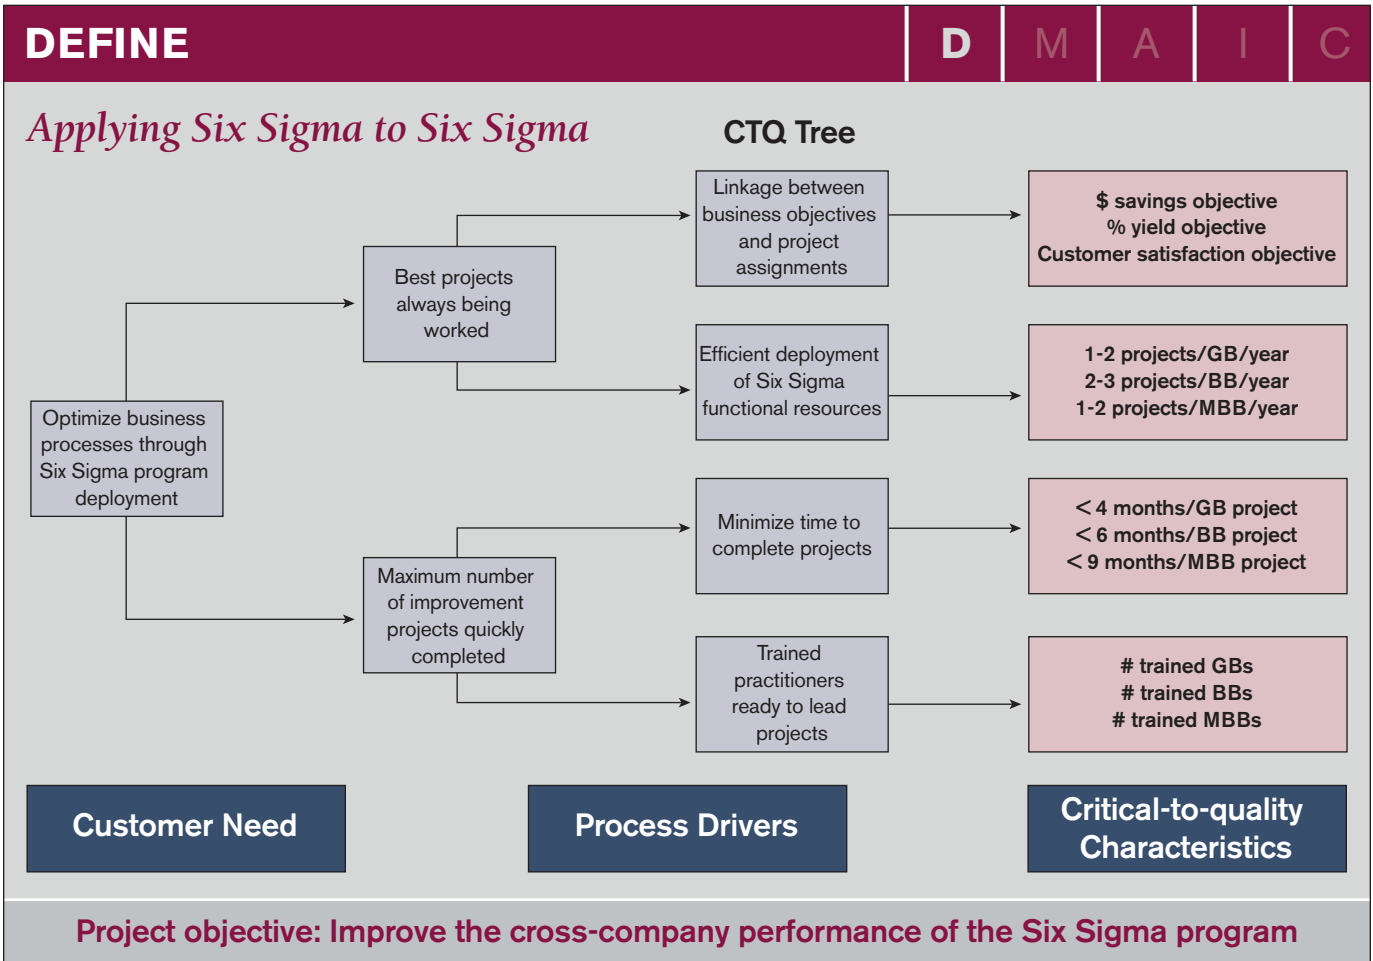 DEFINE
D M A I C
Applying Six Sigma to Six Sigma
CTQ Tree
Optimize business
processes through
Six Sigma program
deployment
Best projects
always being
worked
Maximum number
of improvement
projects quickly
completed
Linkage between
business objectives
and project
assignments
$ savings objective
% yield objective
Customer satisfaction objective
Efficient deployment
of Six Sigma
functional resources
1-2 projects/GB/year
2-3 projects/BB/year
1-2 projects/MBB/year
Minimize time to
complete projects
< 4 months/GB project
< 6 months/BB project
< 9 months/MBB project
Trained
practitioners
ready to lead
projects
# trained GBs
# trained BBs
# trained MBBs
Customer Need
Process Drivers
Critical-to-quality
Characteristics
Project objective: Improve the cross-company performance of the Six Sigma program